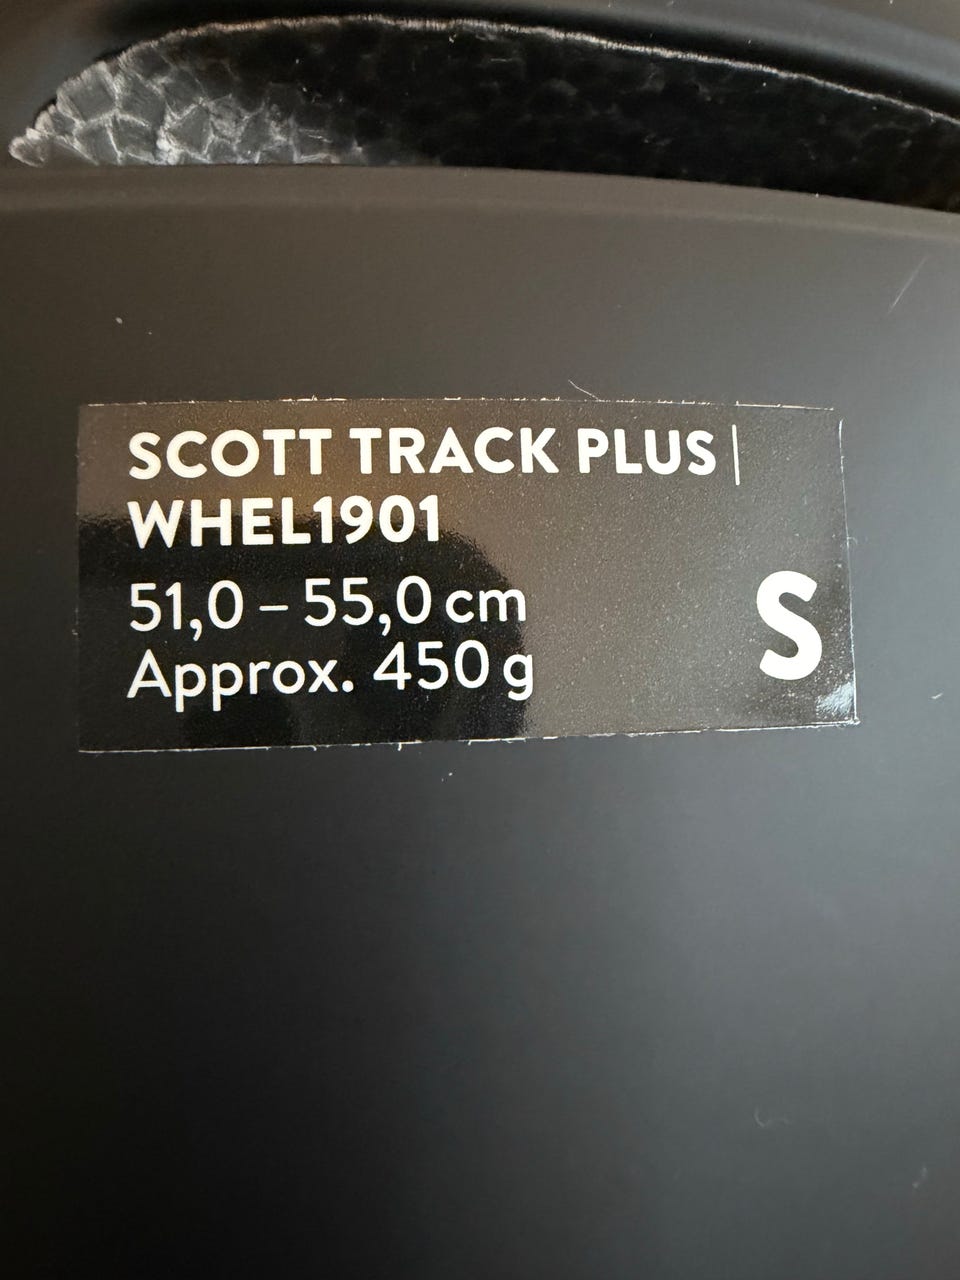 SCOTT TRACK PLUS |
WHEL1901
51,0 – 55,0 cm
Approx. 450 g
S